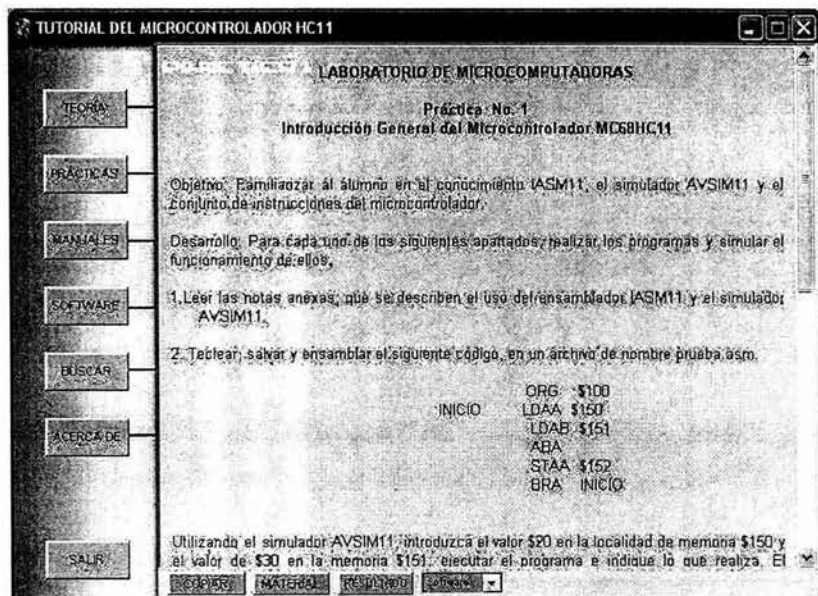 TUTORIAL DEL MICROCONTROLADOR HC11
LABORATORIO DE MICROCOMPUTADORAS
TEORÍA
Práctica No. 1
Introducción General del Microcontrolador MC68HC11
PRÁCTICAS
Objetivo: Familiarizar al alumno en el conocimiento IASM11, el simulador AVSIM11 y el
conjunto de instrucciones del microcontrolador.
MANUALES
Desarrollo: Para cada uno de los siguientes apartados, realizar los programas y simular el
funcionamiento de ellos,
SOFTWARE
1.Leer las notas anexas, que se describen el uso del ensamblador IASM11 y el simulador
AVSIM11,
BUSCAR
2. Teclear, salvar y ensamblar el siguiente código, en un archivo de nombre prueba.asm.
ORG $100
INICIO LDAA $150
LDAB $151
ACERCA DE
ABA
STAA $152
BRA INICIO
Utilizando el simulador AVSIM11, introduzca el valor $20 en la localidad de memoria $150 y
el valor de $30 en la memoria $151, ejecutar el programa e indique lo que realiza. El
SALIR
COPIAR MATERIAL RESULTADO Software